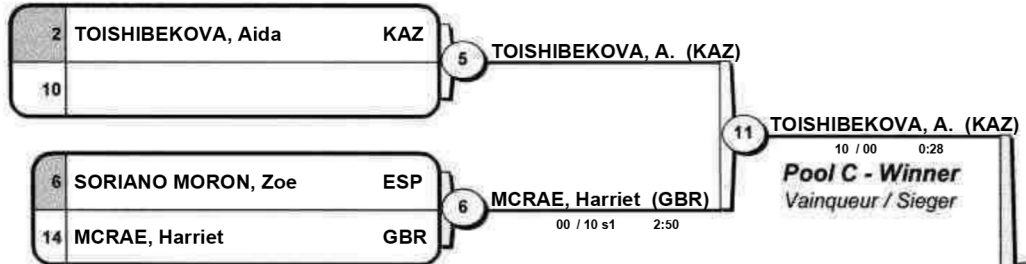 2 TOISHIBEKOVA, Aida KAZ
10
5
TOISHIBEKOVA, A. (KAZ)
6 SORIANO MORON, Zoe ESP
14 MCRAE, Harriet GBR
6
MCRAE, Harriet (GBR)
00 / 10 s1 2:50
11
TOISHIBEKOVA, A. (KAZ)
10 / 00 0:28
Pool C - Winner
Vainqueur / Sieger